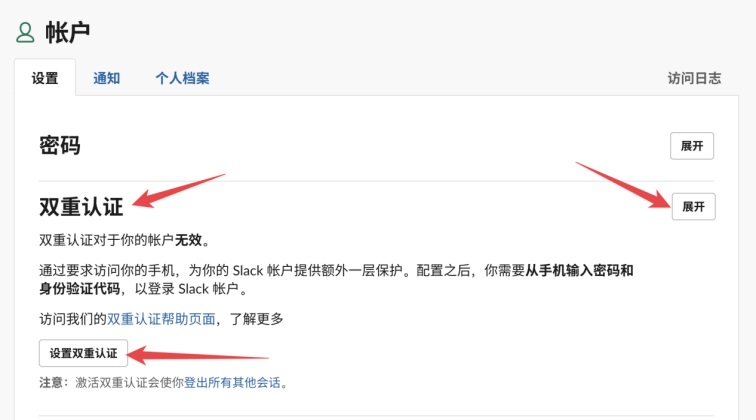 帐户
设置 通知 个人档案 访问日志
密码 展开
双重认证 展开
双重认证对于你的帐户无效。
通过要求访问你的手机，为你的 Slack 帐户提供额外一层保护。配置之后，你需要从手机输入密码和
身份验证代码，以登录 Slack 帐户。
访问我们的双重认证帮助页面，了解更多
设置双重认证
注意：激活双重认证会使你登出所有其他会话。